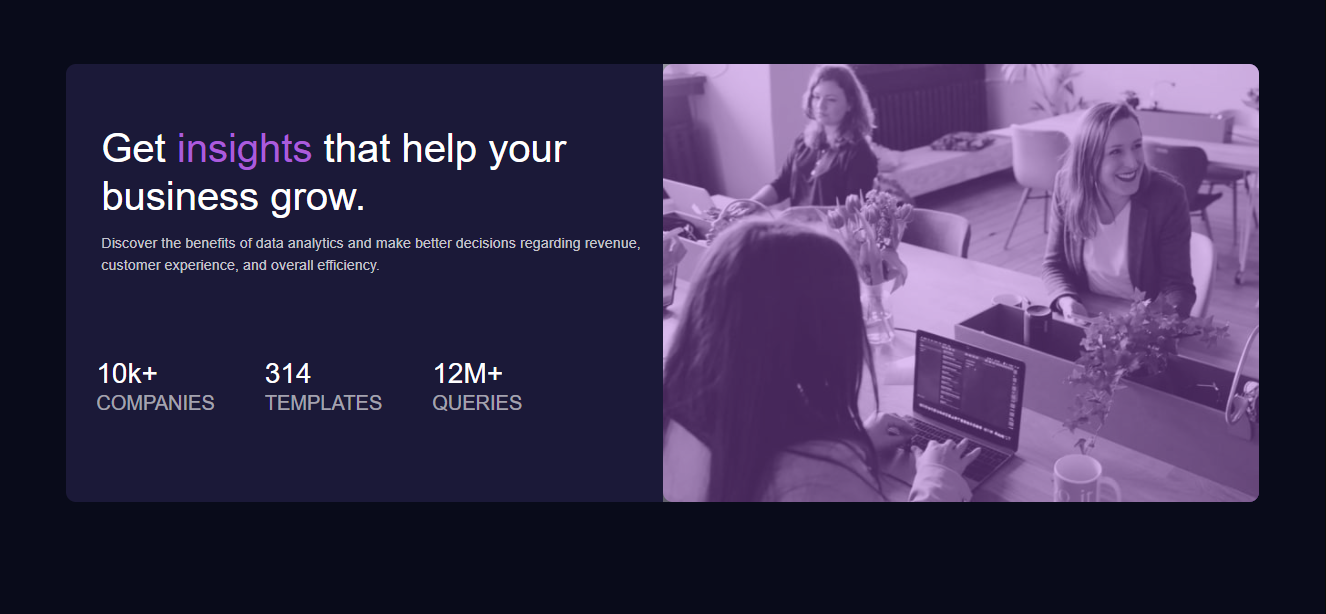 Get insights that help your
business grow.
Discover the benefits of data analytics and make better decisions regarding revenue,
customer experience, and overall efficiency.
10k+ 314 12M+
COMPANIES TEMPLATES QUERIES